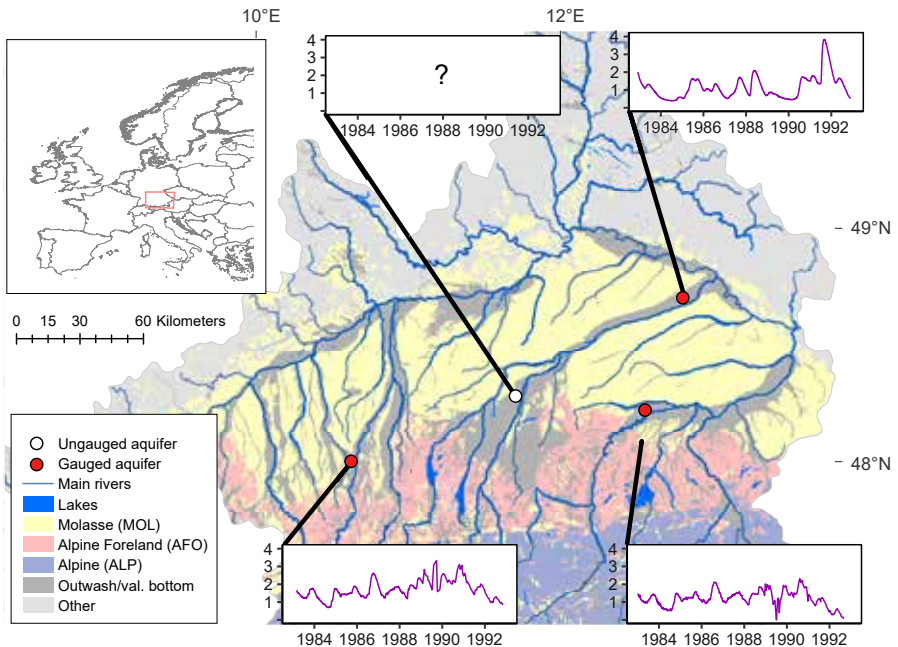 10°E 12°E
4
3
2
1
?
1984 1986 1988 1990 1992
4
3
2
1
1984 1986 1988 1990 1992
49°N
0 15 30 60 Kilometers
48°N
Ungauged aquifer
Gauged aquifer
Main rivers
Lakes
Molasse (MOL)
Alpine Foreland (AFO)
Alpine (ALP)
Outwash/val. bottom
Other
4
3
2
1
1984 1986 1988 1990 1992
4
3
2
1
1984 1986 1988 1990 1992